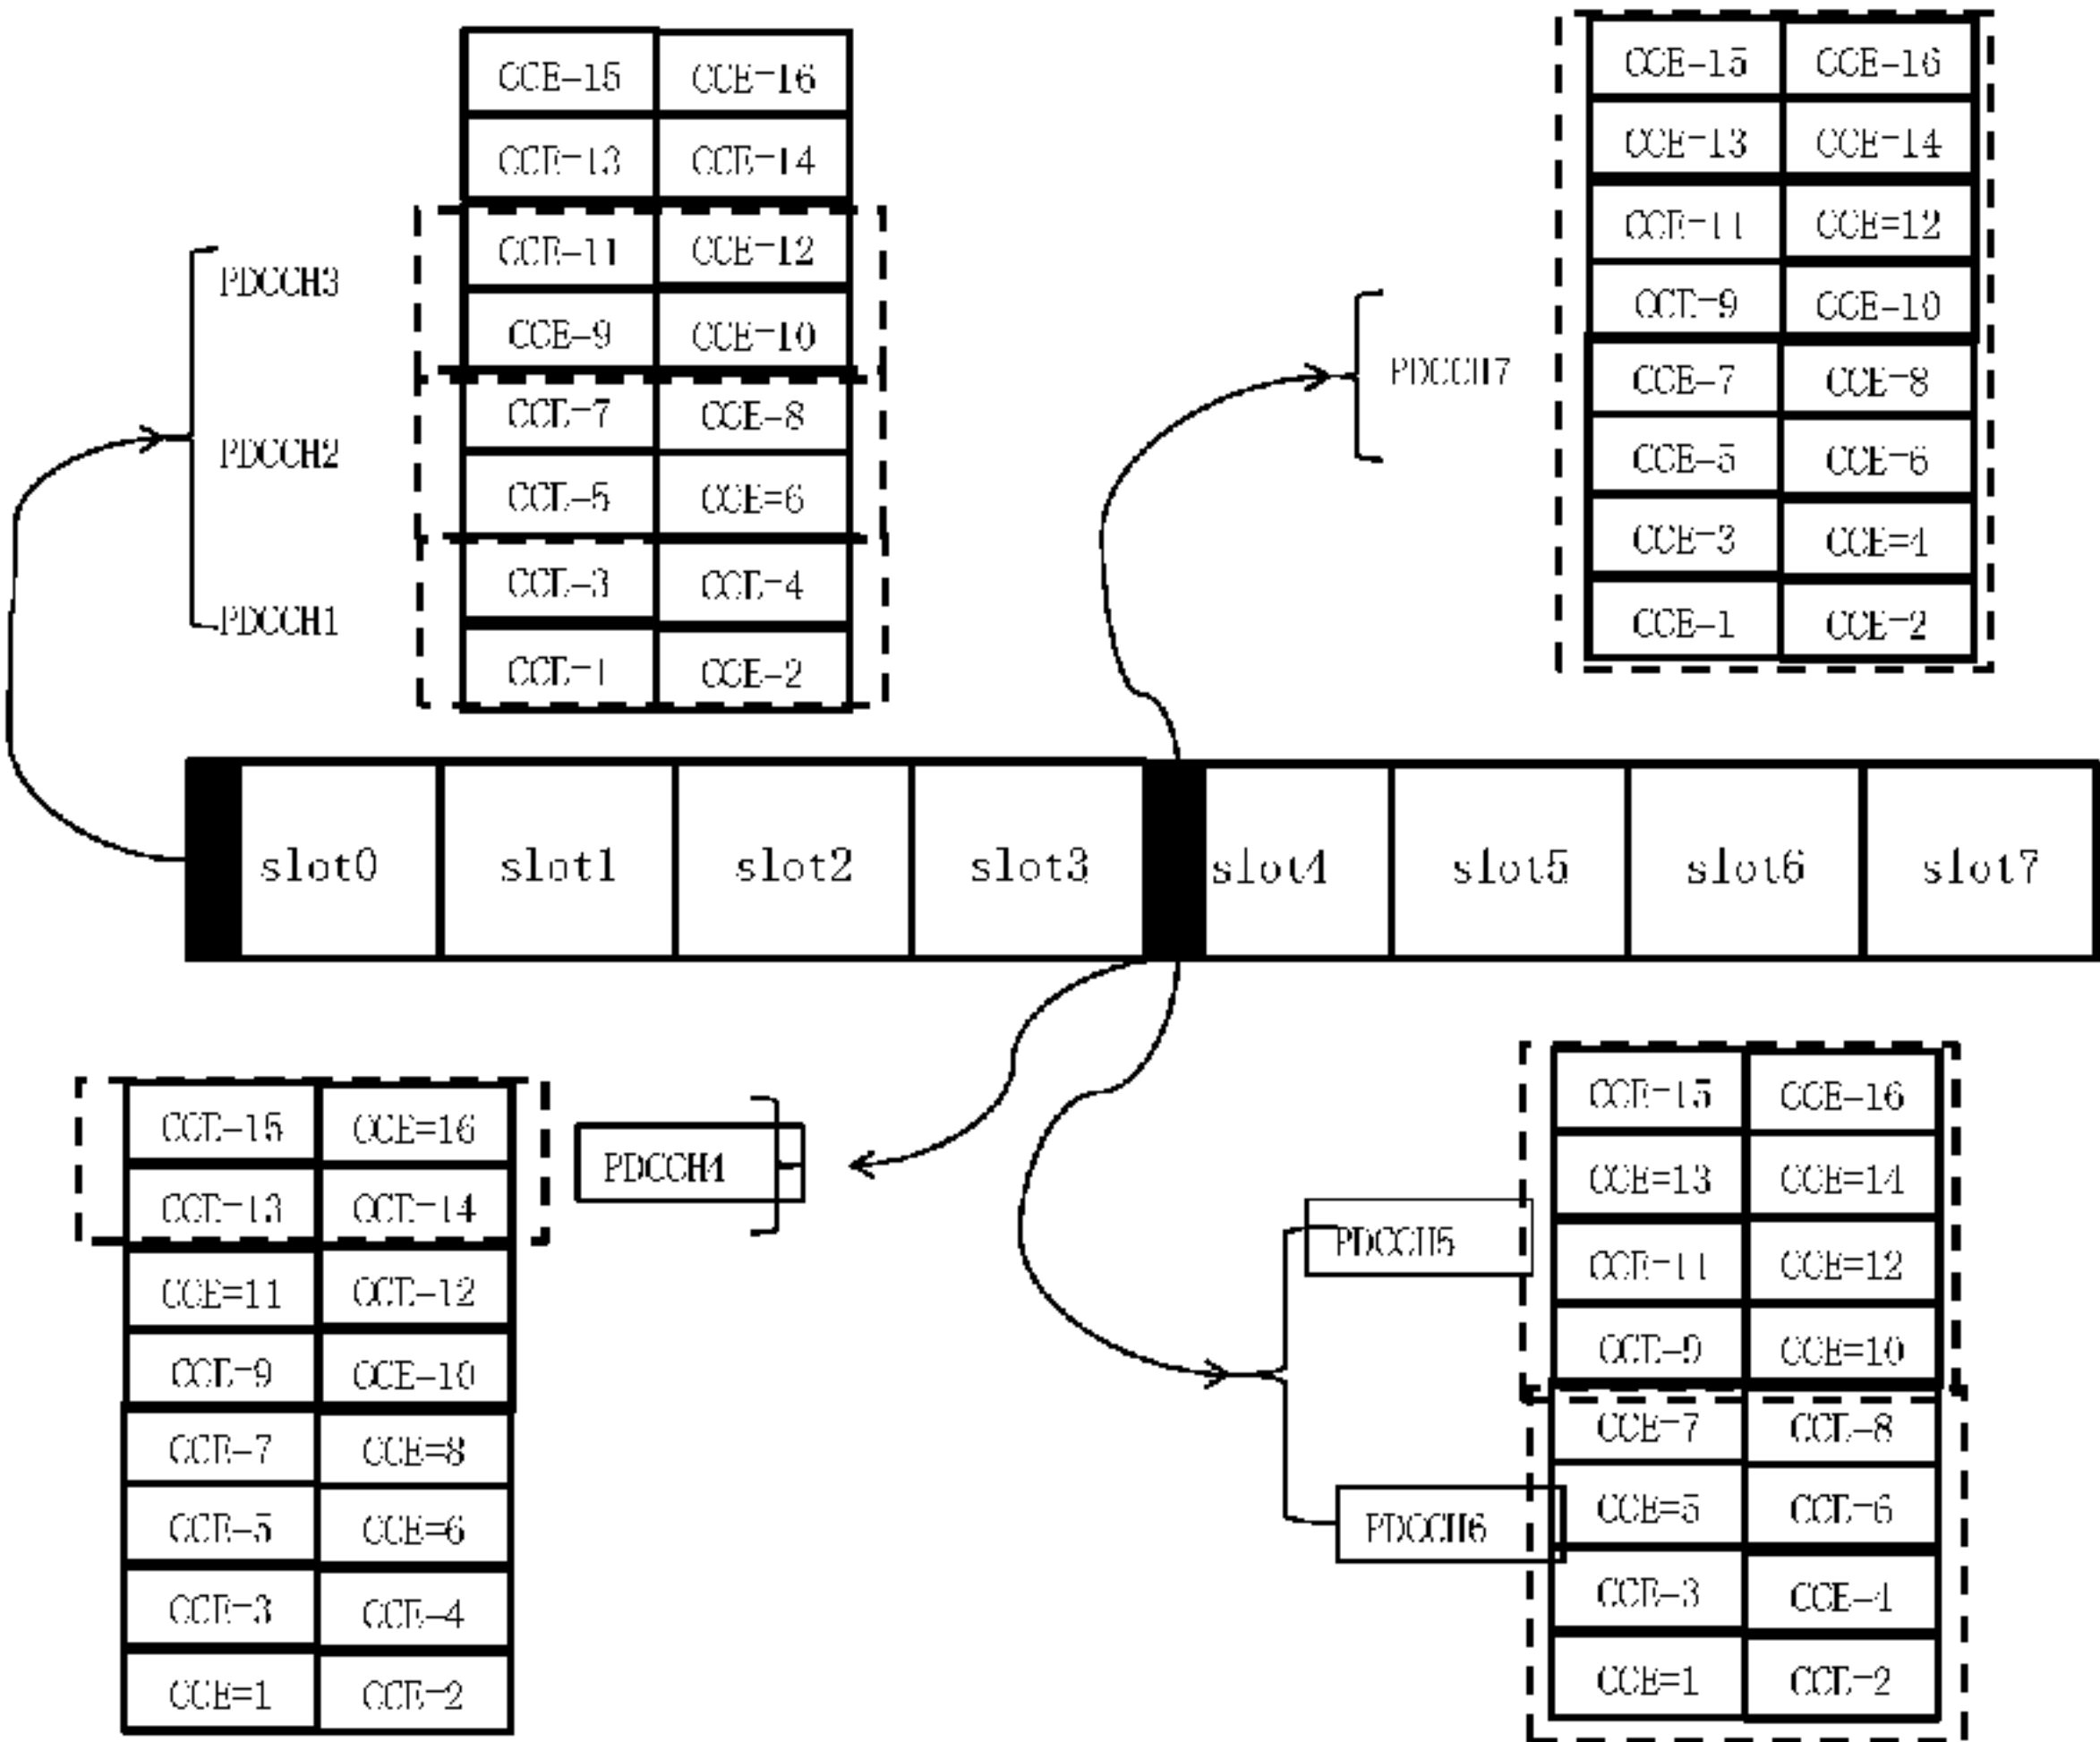 CCE-15 CCE-16
CCE-13 CCE-14
CCE-11 CCE-12
CCE-9 CCE-10
CCE-7 CCE-8
CCE-5 CCE=6
CCE-3 CCE-4
CCE-1 CCE-2
PDCCH3
PDCCH2
PDCCH1
CCE-15 CCE-16
CCE-13 CCE-14
CCE-11 CCE=12
CCE-9 CCE-10
CCE-7 CCE-8
CCE-5 CCE-6
CCE-3 CCE=4
CCE-1 CCE-2
PDCCH7
slot0 slot1 slot2 slot3 slot4 slot5 slot6 slot7
CCE-15 CCE=16
CCE-13 CCE-14
CCE=11 CCE-12
CCE-9 CCE-10
CCE-7 CCE=8
CCE-5 CCE=6
CCE-3 CCE-4
CCE=1 CCE-2
PDCCH4
PDCCH5
PDCCH6
CCE-15 CCE-16
CCE=13 CCE=14
CCE-11 CCE=12
CCE-9 CCE=10
CCE=7 CCE-8
CCE=5 CCE-6
CCE-3 CCE-4
CCE=1 CCE-2